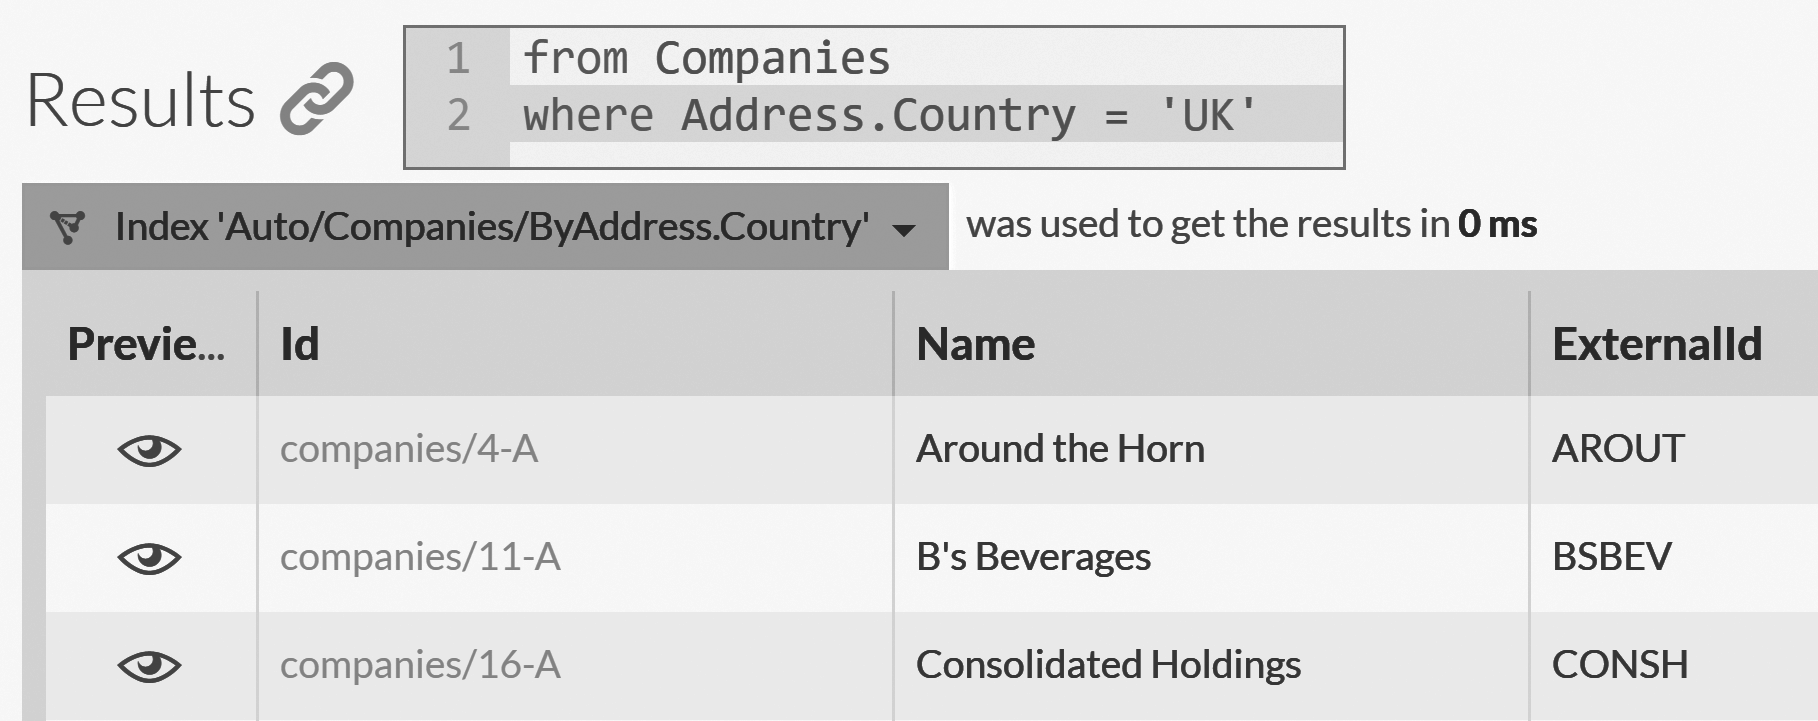 Results
1 from Companies
2 where Address.Country = 'UK'
Index 'Auto/Companies/ByAddress.Country' was used to get the results in 0 ms
Previe... Id Name ExternalId
companies/4-A Around the Horn AROUT
companies/11-A B's Beverages BSBEV
companies/16-A Consolidated Holdings CONSH